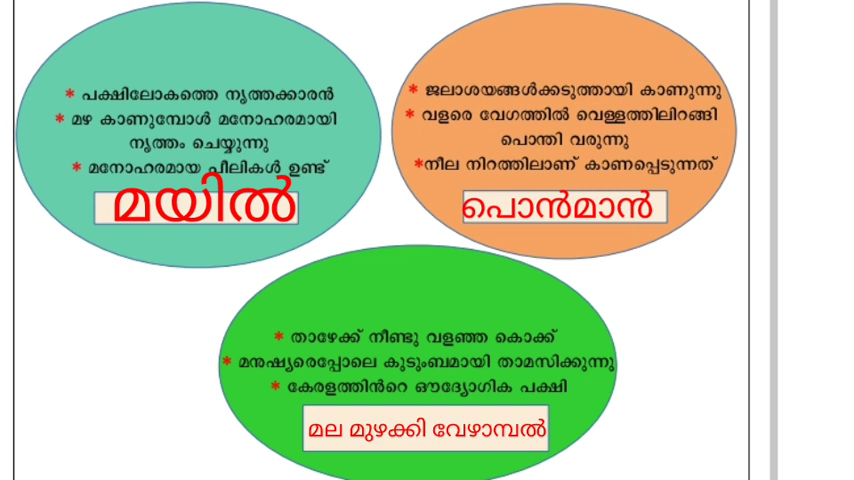 * പക്ഷിലോകത്തെ നൃത്തക്കാരൻ
* മഴ കാണുമ്പോൾ മനോഹരമായി
നൃത്തം ചെയ്യുന്നു
* മനോഹരമായ പീലികൾ ഉണ്ട്
മയിൽ
* ജലാശയങ്ങൾക്കടുത്തായി കാണുന്നു
* വളരെ വേഗത്തിൽ വെള്ളത്തിലിറങ്ങി
പൊന്തി വരുന്നു
*നീല നിറത്തിലാണ് കാണപ്പെടുന്നത്
പൊൻമാൻ
* താഴേക്ക് നീണ്ടു വളഞ്ഞ കൊക്ക്
* മനുഷ്യരെപ്പോലെ കുടുംബമായി താമസിക്കുന്നു
* കേരളത്തിൻറെ ഔദ്യോഗിക പക്ഷി
മല മുഴക്കി വേഴാമ്പൽ